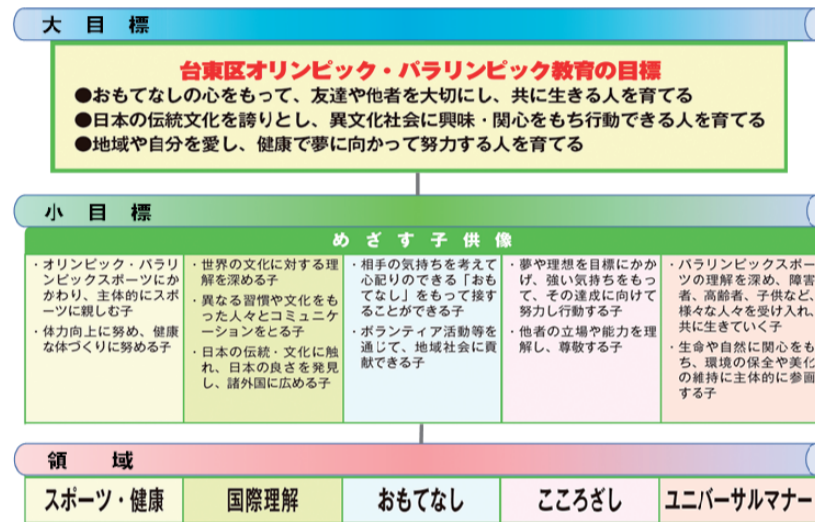 大目標
台東区オリンピック・パラリンピック教育の目標
●おもてなしの心をもって、友達や他者を大切にし、共に生きる人を育てる
●日本の伝統文化を誇りとし、異文化社会に興味・関心をもち行動できる人を育てる
●地域や自分を愛し、健康で夢に向かって努力する人を育てる
小目標
めざす子供像
・オリンピック・パラリ
ンピックスポーツにか
かわり、主体的にスポ
ーツに親しむ子
・体力向上に努め、健康
な体づくりに努める子
・世界の文化に対する理
解を深める子
・異なる習慣や文化をもっ
た人々とコミュニケ
ーションをとる子
・日本の伝統・文化に触
れ、日本の良さを発見
し、諸外国に広める子
・相手の気持ちを考えて
心配りのできる「おも
てなし」をもって接す
ることができる子
・ボランティア活動等を
通じて、地域社会に貢
献できる子
・夢や理想を目標にかか
げ、強い気持ちをもっ
て、その達成に向けて
努力し行動する子
・他者の立場や能力を理
解し、尊敬する子
・パラリンピックスポー
ツの理解を深め、障害
者、高齢者、子供など、
様々な人々を受け入れ、
共に生きていく子
・生命や自然に関心をも
ち、環境の保全や美化
の維持に主体的に参画
する子
領域
スポーツ・健康
国際理解
おもてなし
こころざし
ユニバーサルマナー